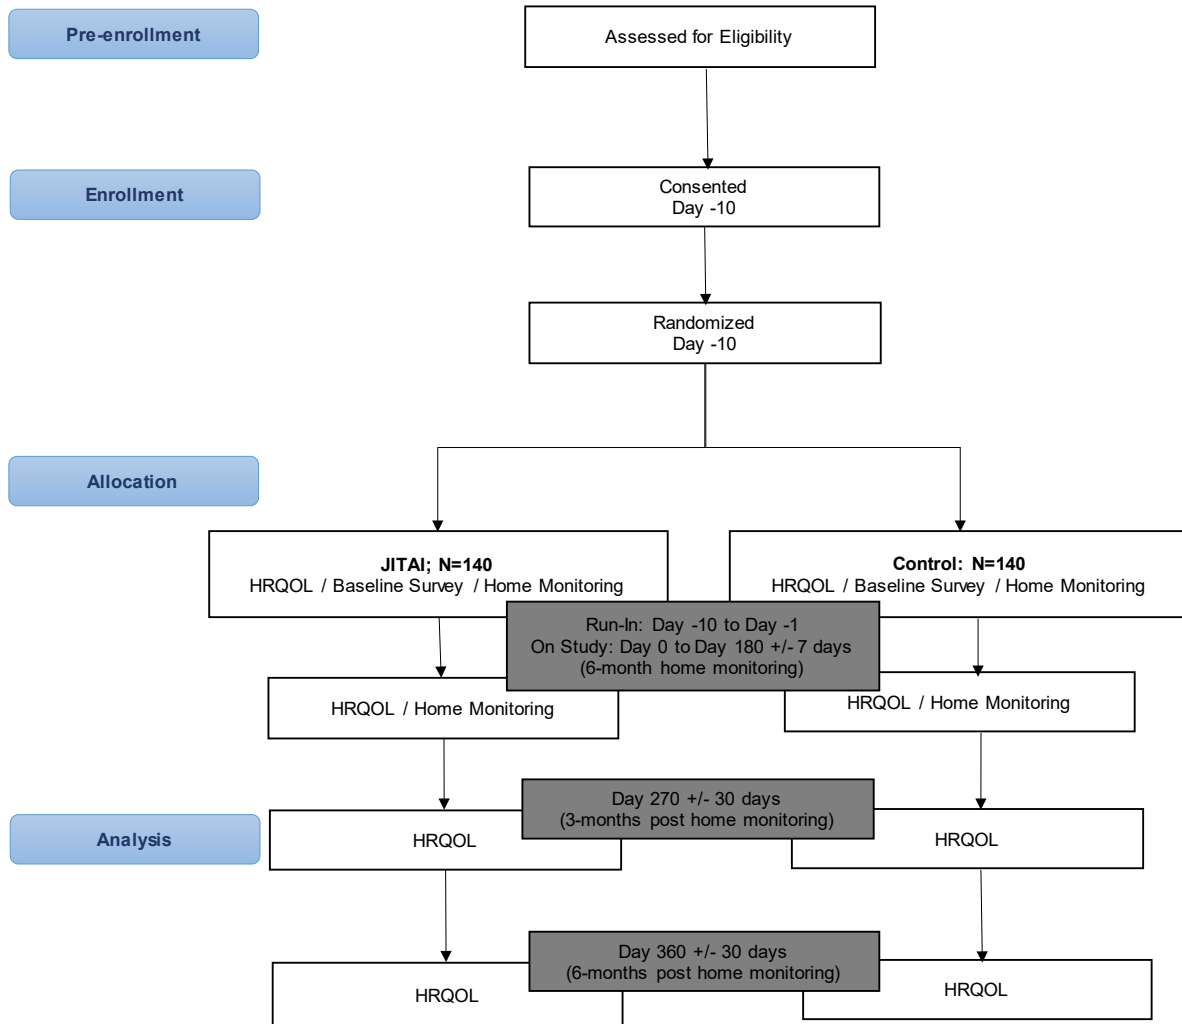 Pre-enrollment
Assessed for Eligibility
Enrollment
Consented
Day -10
Randomized
Day -10
Allocation
JITAI; N=140
HRQOL / Baseline Survey / Home Monitoring
Control: N=140
HRQOL / Baseline Survey / Home Monitoring
Run-In: Day -10 to Day -1
On Study: Day 0 to Day 180 +/- 7 days
(6-month home monitoring)
HRQOL / Home Monitoring
HRQOL / Home Monitoring
Day 270 +/- 30 days
(3-months post home monitoring)
Analysis
HRQOL
HRQOL
Day 360 +/- 30 days
(6-months post home monitoring)
HRQOL
HRQOL